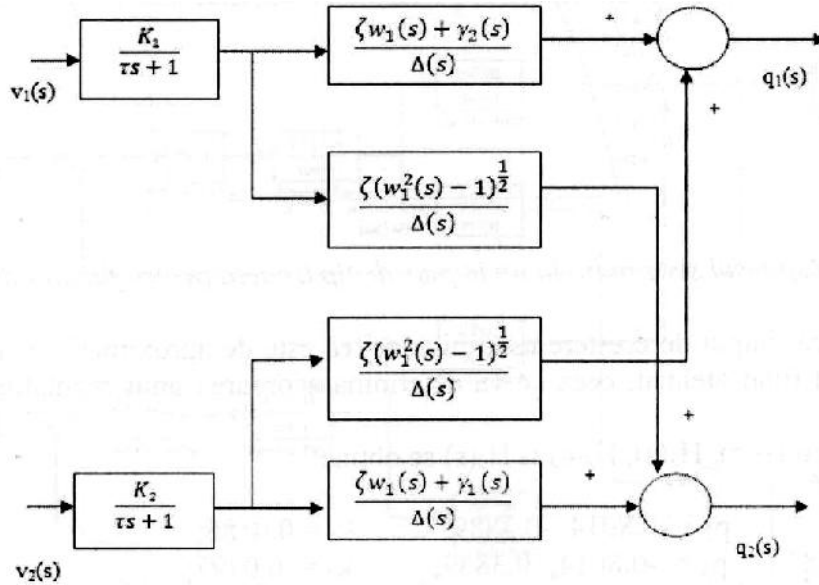 v₁(s)
K₁
τs + 1
ζw₁(s) + γ₂(s)
Δ(s)
+
q₁(s)
+
ζ(w₁²(s) − 1)^½
Δ(s)
ζ(w₁²(s) − 1)^½
Δ(s)
+
v₂(s)
K₂
τs + 1
ζw₁(s) + γ₁(s)
Δ(s)
+
q₂(s)